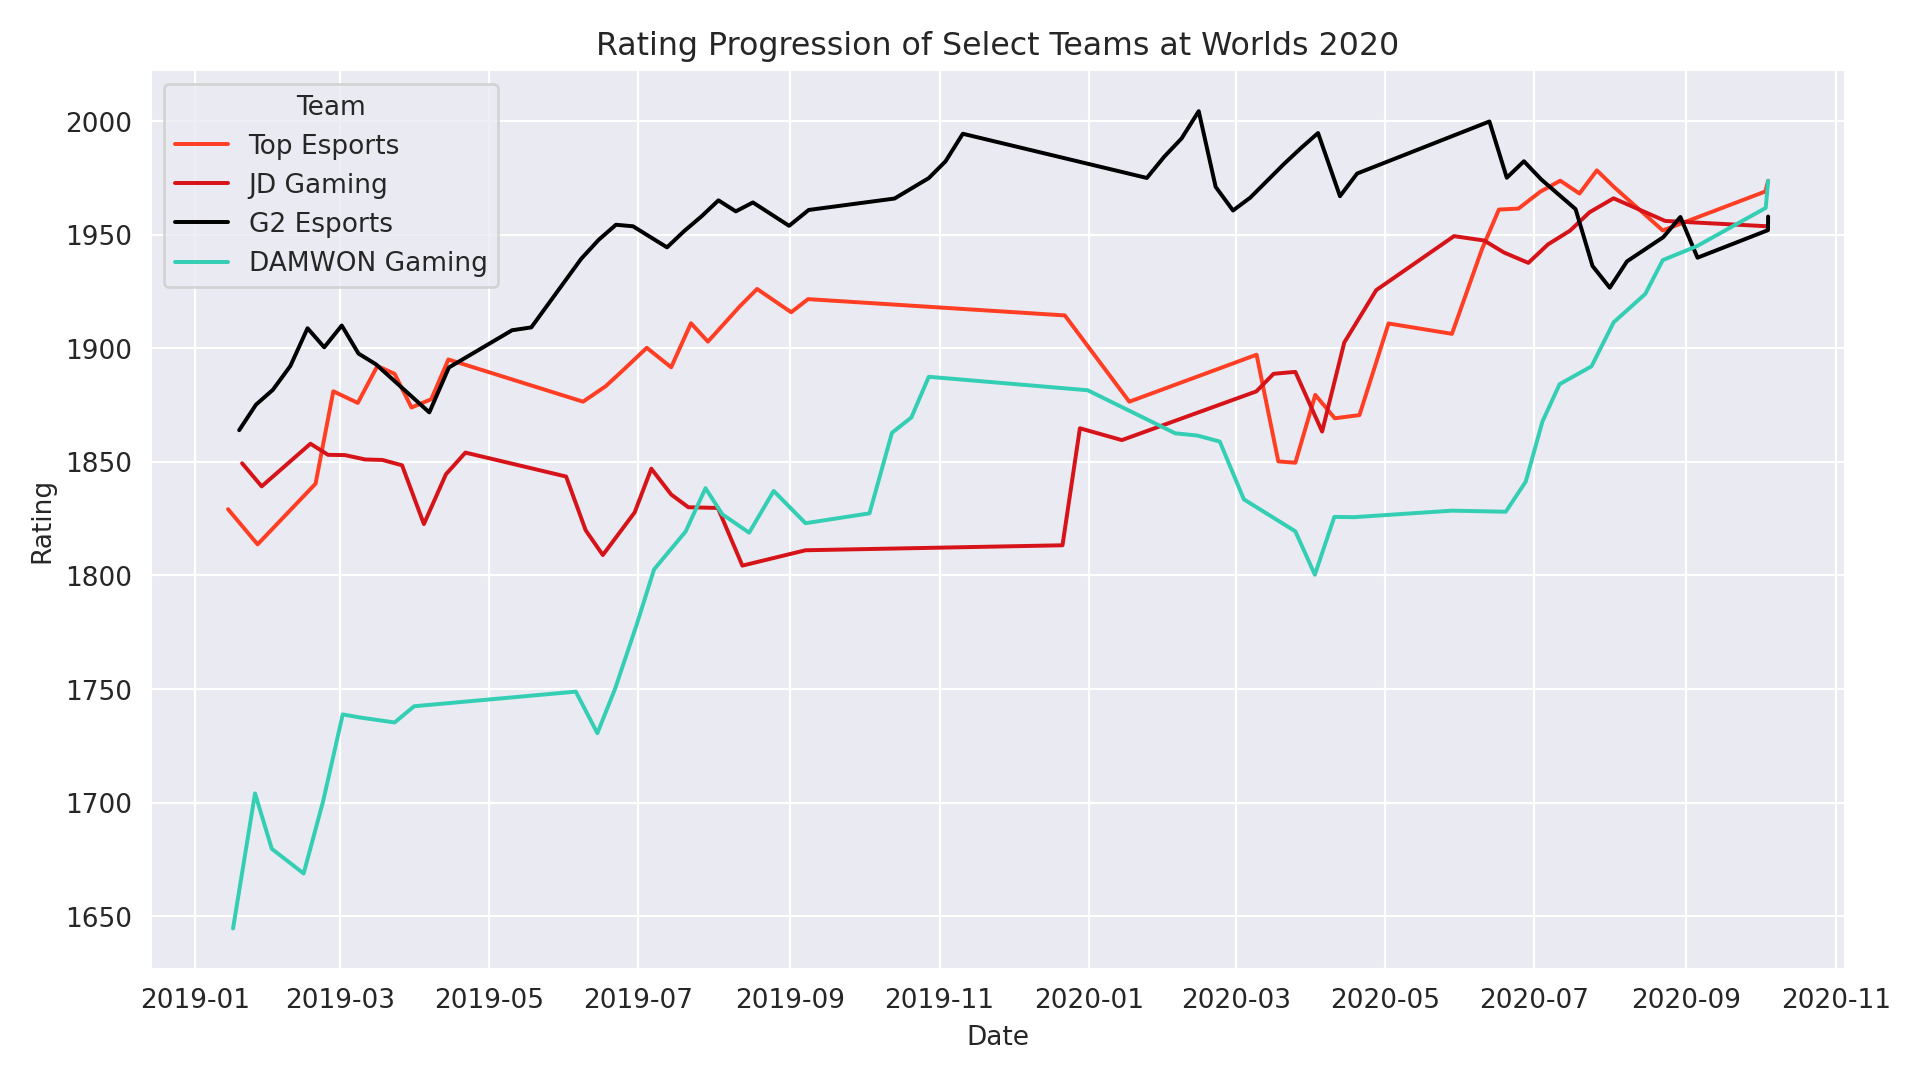 Rating Progression of Select Teams at Worlds 2020
Team
Top Esports
JD Gaming
G2 Esports
DAMWON Gaming
Rating
2000
1950
1900
1850
1800
1750
1700
1650
2019-01 2019-03 2019-05 2019-07 2019-09 2019-11 2020-01 2020-03 2020-05 2020-07 2020-09 2020-11
Date